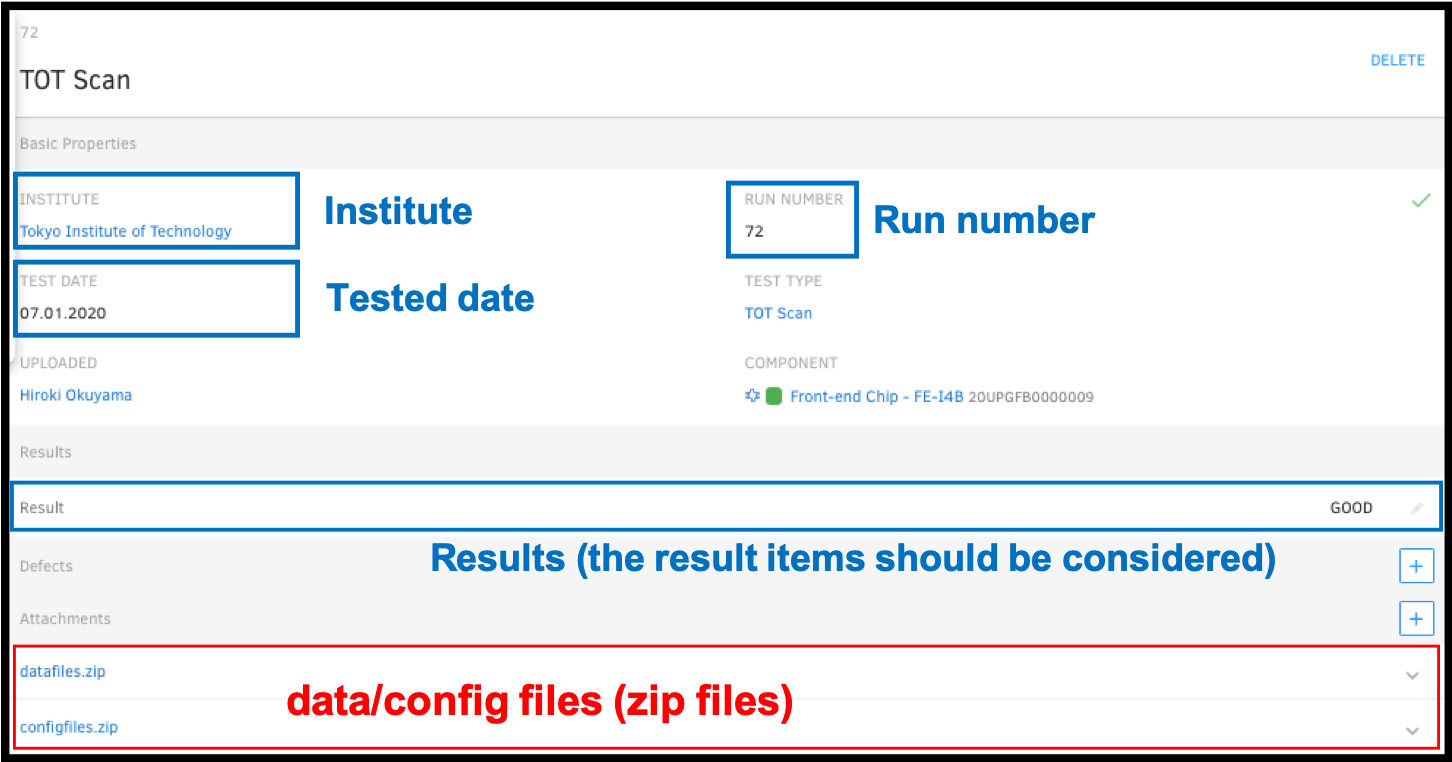 72
TOT Scan
DELETE
Basic Properties
INSTITUTE
Tokyo Institute of Technology
Institute
RUN NUMBER
72
Run number
TEST DATE
07.01.2020
Tested date
TEST TYPE
TOT Scan
UPLOADED
Hiroki Okuyama
COMPONENT
Front-end Chip - FE-I4B 20UPGFB0000009
Results
Result GOOD
Results (the result items should be considered)
Defects
Attachments
datafiles.zip
data/config files (zip files)
configfiles.zip